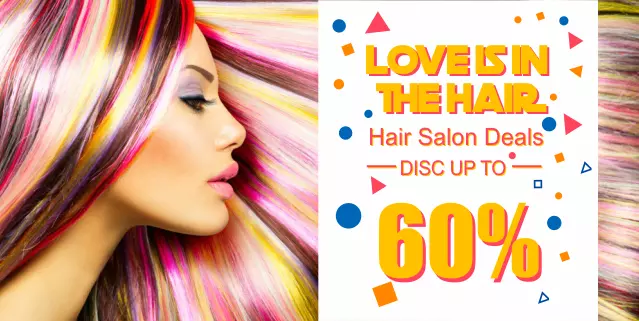 LOVE IS IN
THE HAIR
Hair Salon Deals
DISC UP TO
60%